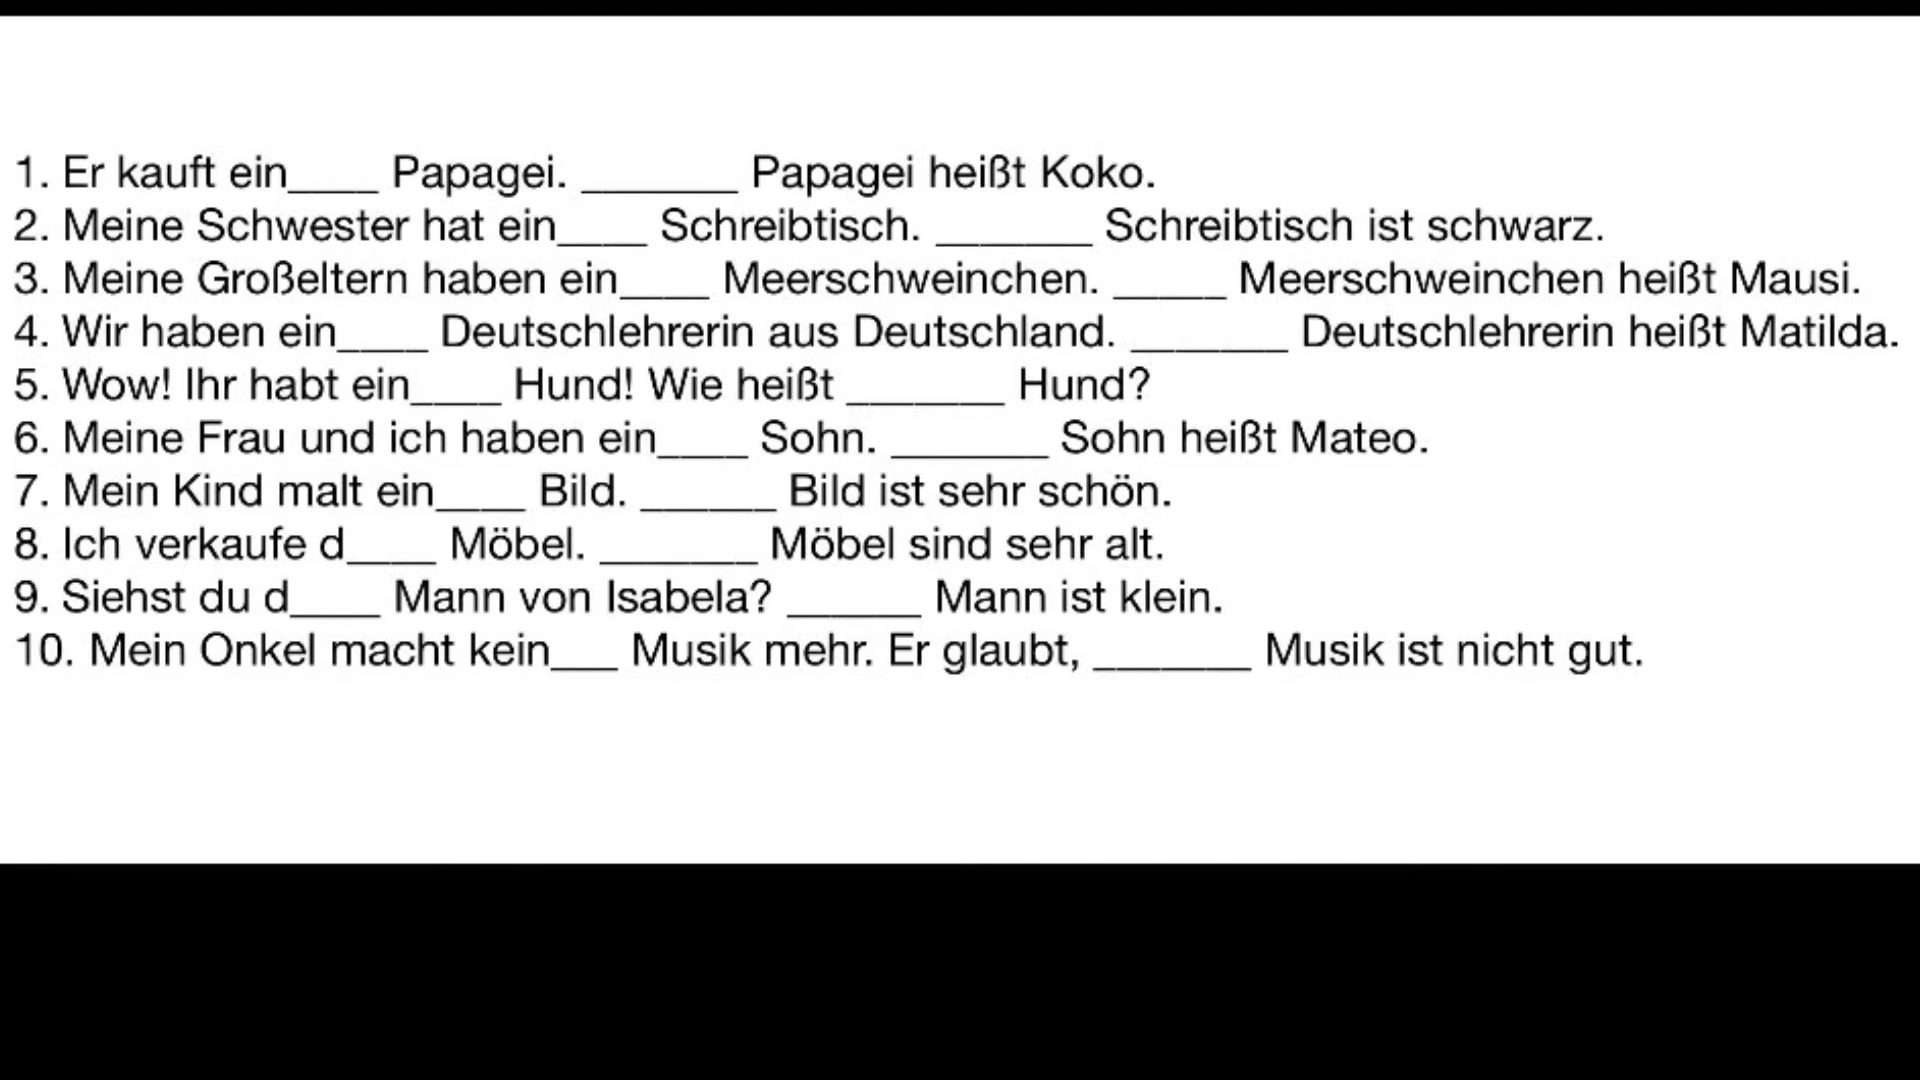 1. Er kauft ein____ Papagei. _______ Papagei heißt Koko.
2. Meine Schwester hat ein____ Schreibtisch. _______ Schreibtisch ist schwarz.
3. Meine Großeltern haben ein____ Meerschweinchen. _____ Meerschweinchen heißt Mausi.
4. Wir haben ein____ Deutschlehrerin aus Deutschland. _______ Deutschlehrerin heißt Matilda.
5. Wow! Ihr habt ein____ Hund! Wie heißt _______ Hund?
6. Meine Frau und ich haben ein____ Sohn. _______ Sohn heißt Mateo.
7. Mein Kind malt ein____ Bild. ______ Bild ist sehr schön.
8. Ich verkaufe d____ Möbel. _______ Möbel sind sehr alt.
9. Siehst du d____ Mann von Isabela? ______ Mann ist klein.
10. Mein Onkel macht kein___ Musik mehr. Er glaubt, _______ Musik ist nicht gut.